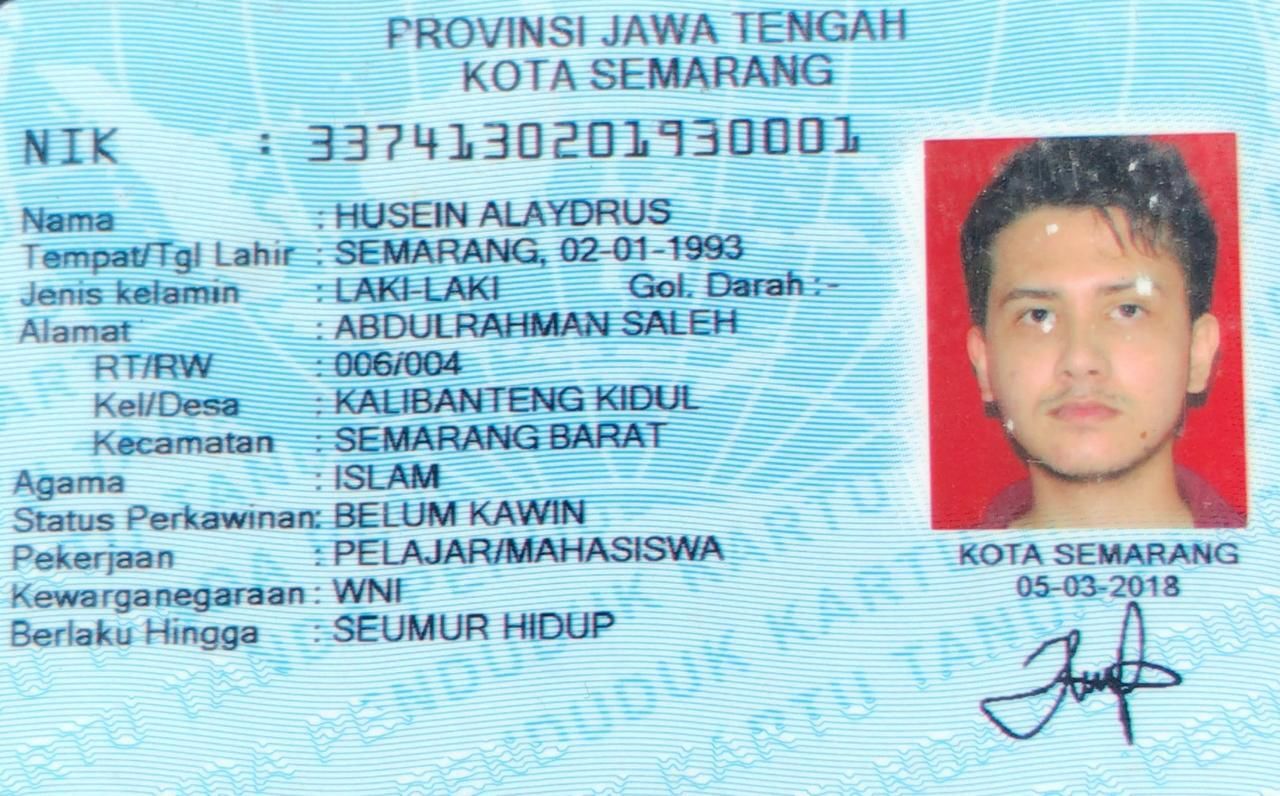 PROVINSI JAWA TENGAH
KOTA SEMARANG
NIK : 3374130201930001
Nama : HUSEIN ALAYDRUS
Tempat/Tgl Lahir : SEMARANG, 02-01-1993
Jenis kelamin : LAKI-LAKI Gol. Darah :-
Alamat : ABDULRAHMAN SALEH
RT/RW : 006/004
Kel/Desa : KALIBANTENG KIDUL
Kecamatan : SEMARANG BARAT
Agama : ISLAM
Status Perkawinan: BELUM KAWIN
Pekerjaan : PELAJAR/MAHASISWA
Kewarganegaraan : WNI
Berlaku Hingga : SEUMUR HIDUP
KOTA SEMARANG
05-03-2018